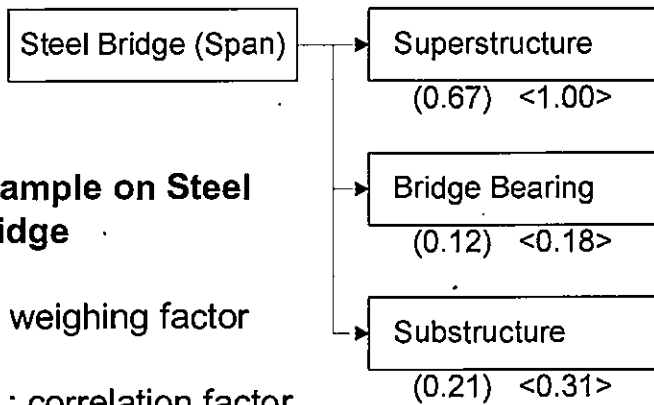 Steel Bridge (Span)
Superstructure
(0.67) <1.00>
Bridge Bearing
(0.12) <0.18>
Substructure
(0.21) <0.31>
ample on Steel
idge
weighing factor
: correlation factor